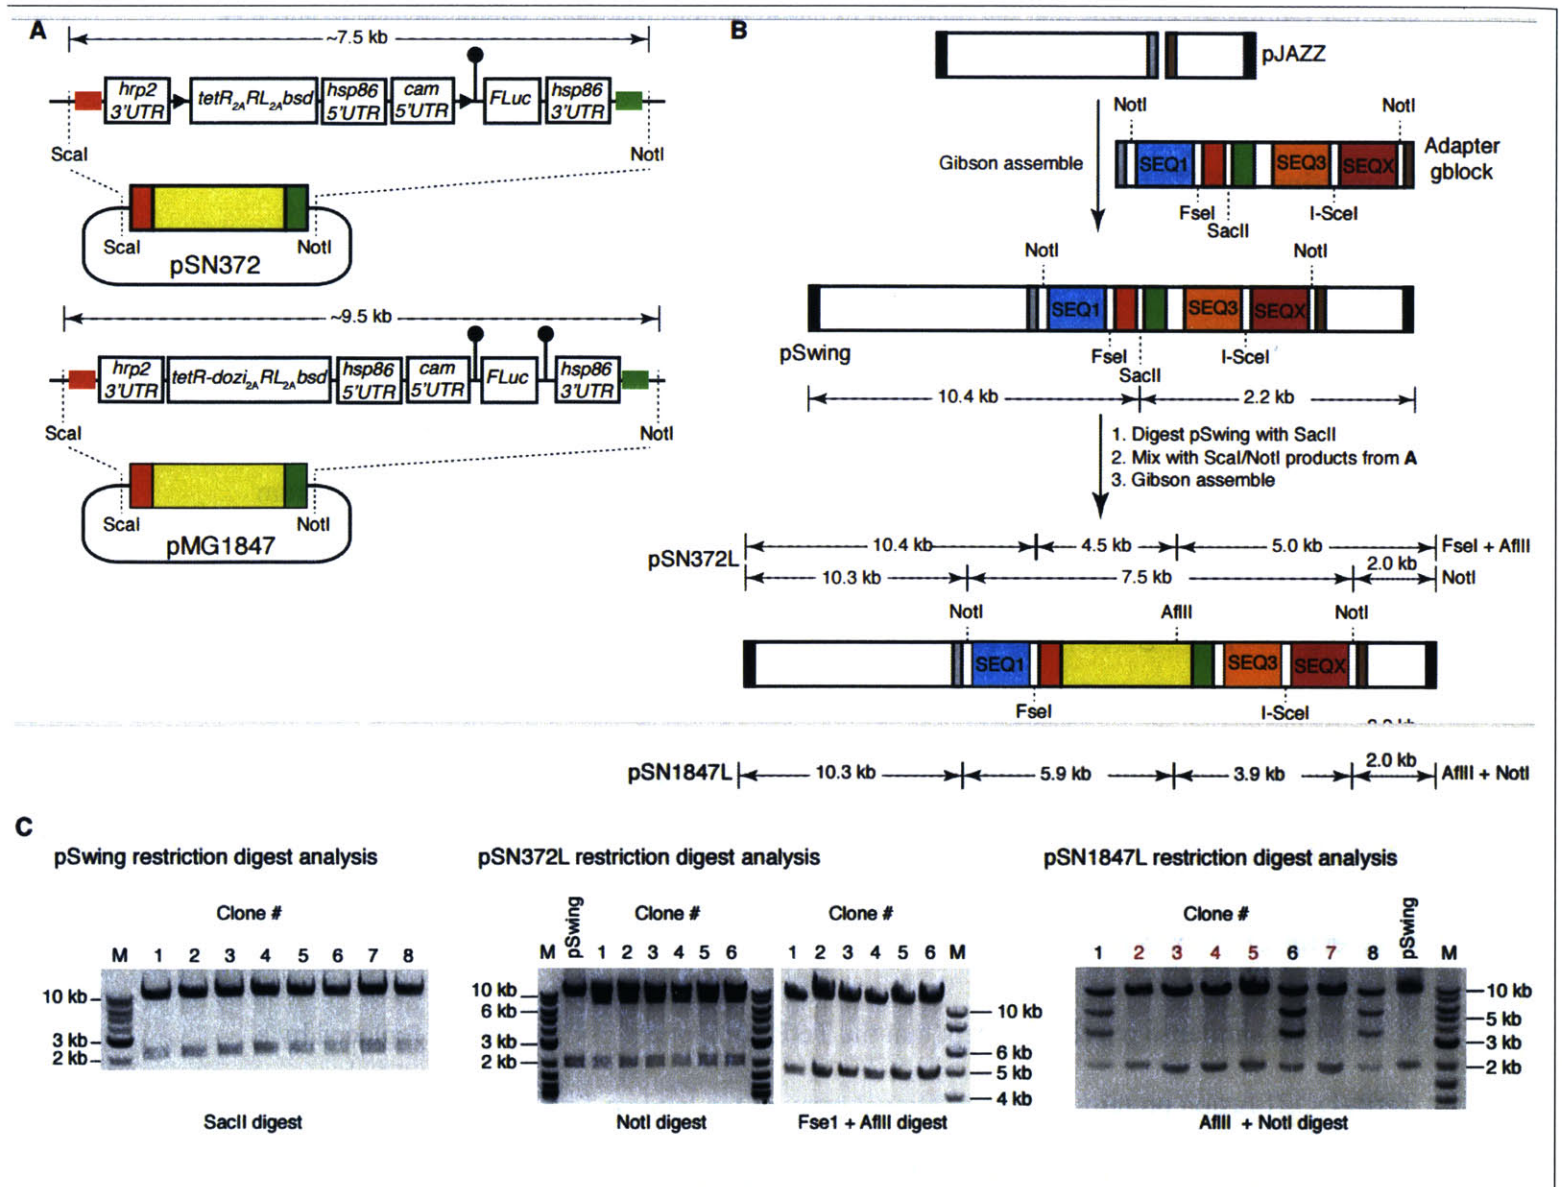 A
~7.5 kb
hrp2 3'UTR
tetR2ARL2Absd
hsp86 5'UTR
cam 5'UTR
FLuc
hsp86 3'UTR
ScaI
NotI
ScaI
NotI
pSN372
~9.5 kb
hrp2 3'UTR
tetR-dozi2ARL2Absd
hsp86 5'UTR
cam 5'UTR
FLuc
hsp86 3'UTR
ScaI
NotI
ScaI
NotI
pMG1847
B
pJAZZ
Gibson assemble
NotI
NotI
SEQ1
SEQ3
SEQX
Adapter gblock
FseI
SacII
I-SceI
NotI
NotI
SEQ1
SEQ3
SEQX
pSwing
FseI
SacII
I-SceI
10.4 kb
2.2 kb
1. Digest pSwing with SacII
2. Mix with ScaI/NotI products from A
3. Gibson assemble
pSN372L
10.4 kb
4.5 kb
5.0 kb
FseI + AflII
10.3 kb
7.5 kb
2.0 kb
NotI
NotI
AflII
NotI
SEQ1
SEQ3
SEQX
FseI
I-SceI
pSN1847L
10.3 kb
5.9 kb
3.9 kb
2.0 kb
AflII + NotI
C
pSwing restriction digest analysis
Clone #
M 1 2 3 4 5 6 7 8
10 kb
3 kb
2 kb
SacII digest
pSN372L restriction digest analysis
Clone #
M pSwing 1 2 3 4 5 6
10 kb
6 kb
3 kb
2 kb
NotI digest
Clone #
1 2 3 4 5 6 M
10 kb
6 kb
5 kb
4 kb
Fse1 + AflII digest
pSN1847L restriction digest analysis
Clone #
1 2 3 4 5 6 7 8 pSwing M
10 kb
5 kb
3 kb
2 kb
AflII + NotI digest